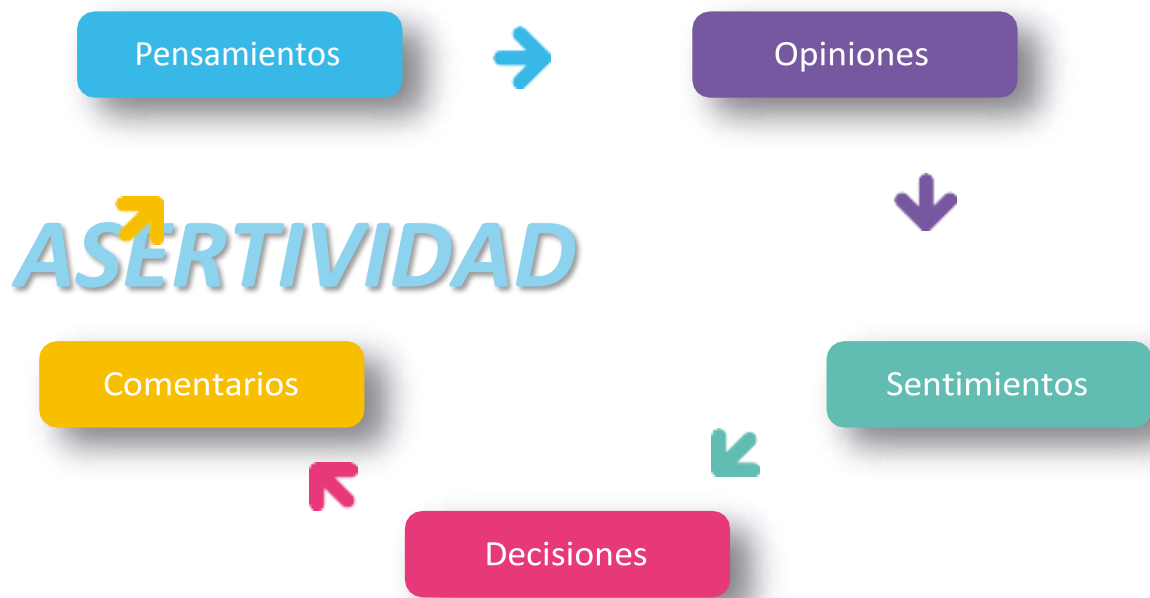 Pensamientos
Opiniones
ASERTIVIDAD
Comentarios
Sentimientos
Decisiones